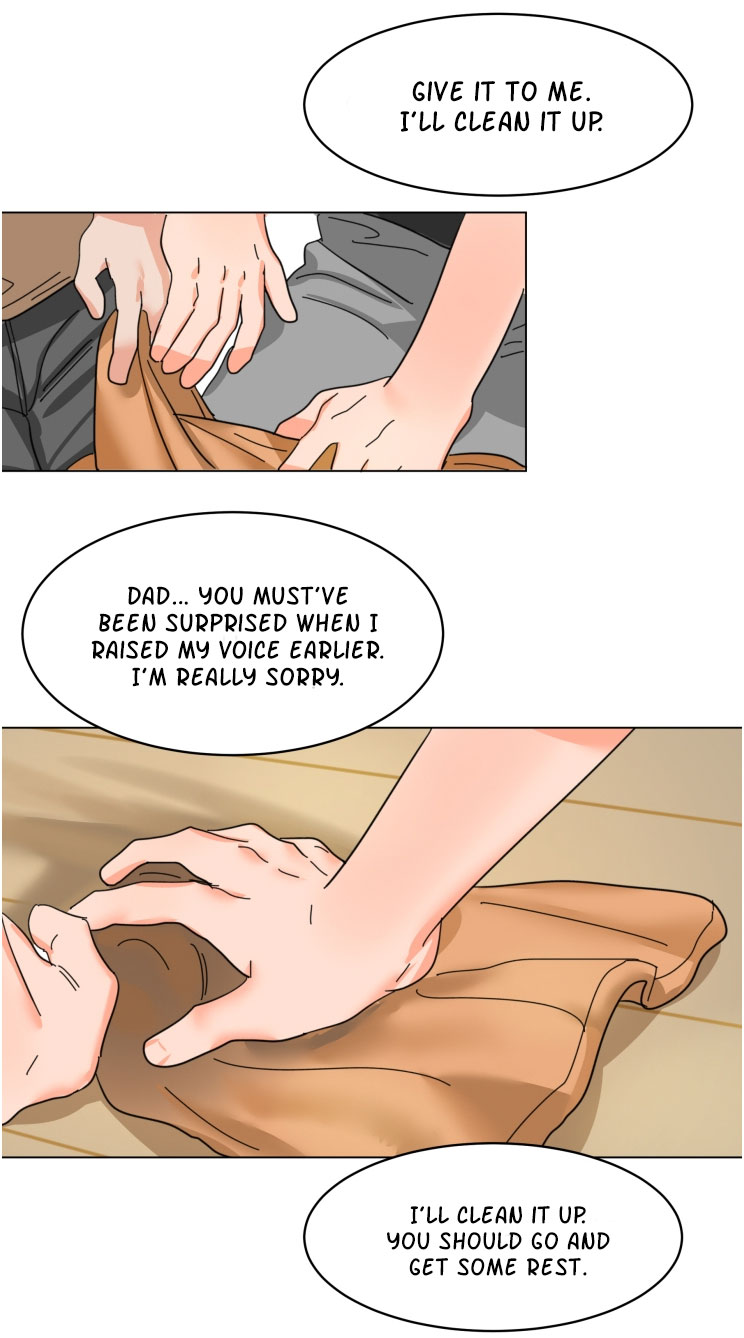 GIVE IT TO ME.
I'LL CLEAN IT UP.
DAD... YOU MUST'VE
BEEN SURPRISED WHEN I
RAISED MY VOICE EARLIER.
I'M REALLY SORRY.
I'LL CLEAN IT UP.
YOU SHOULD GO AND
GET SOME REST.